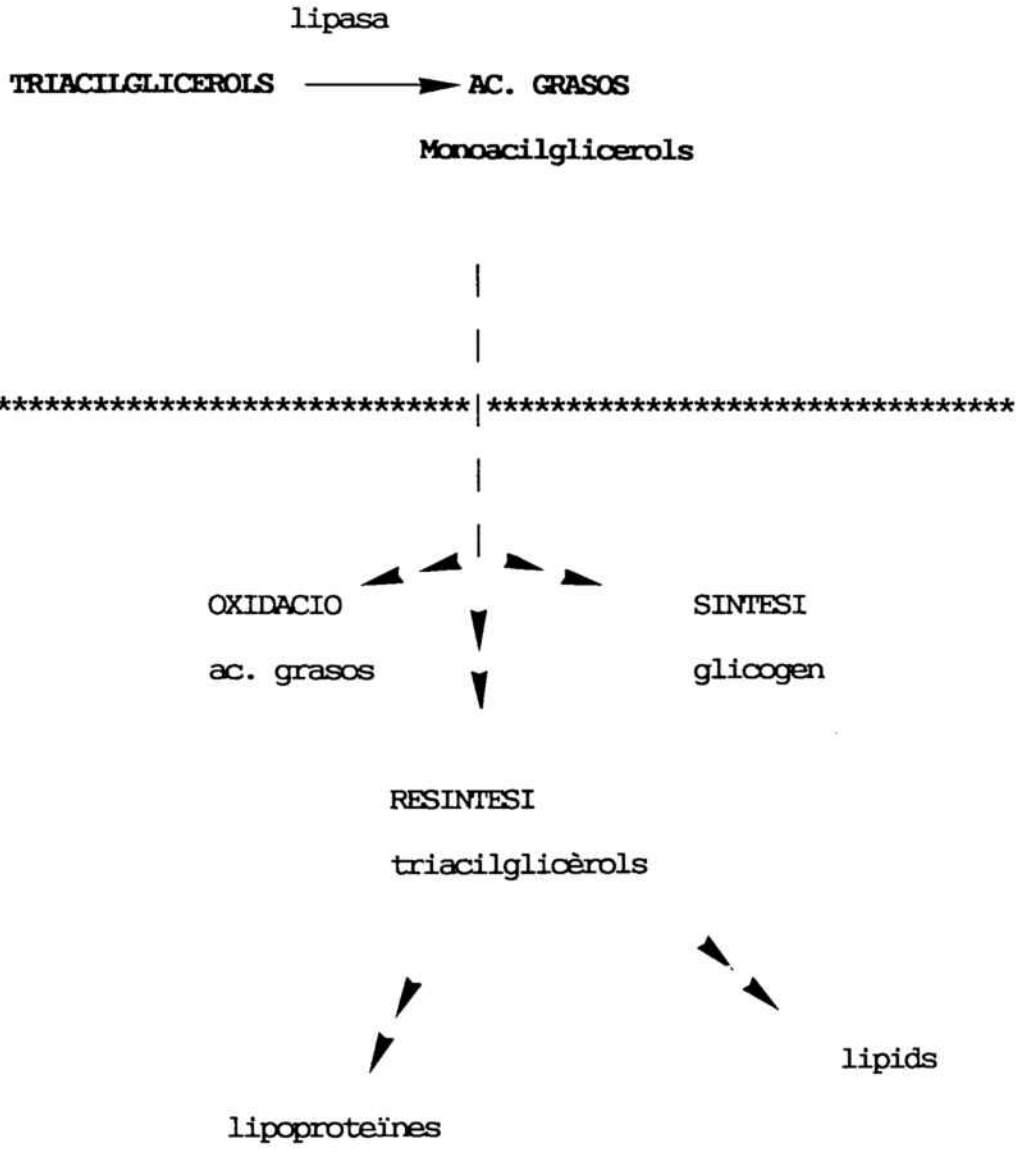 lipasa
TRIACILGLICEROLS AC. GRASOS
Monoacilglicerols
*****************************|*********************************
OXIDACIO SINTESI
ac. grasos glicogen
RESINTESI
triacilglicèrols
lipids
lipoproteïnes